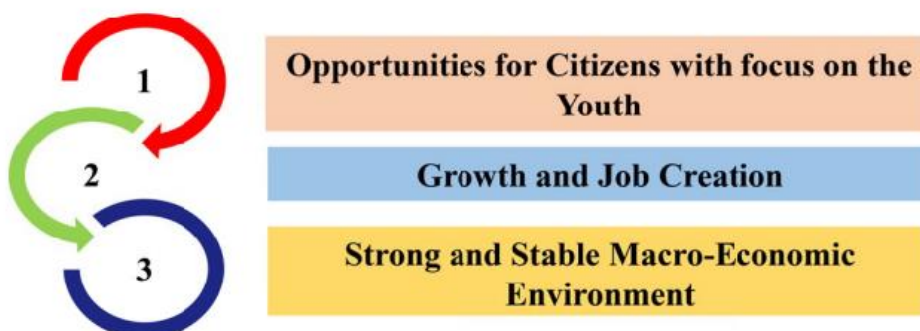 1
Opportunities for Citizens with focus on the
Youth
2
Growth and Job Creation
3
Strong and Stable Macro-Economic
Environment